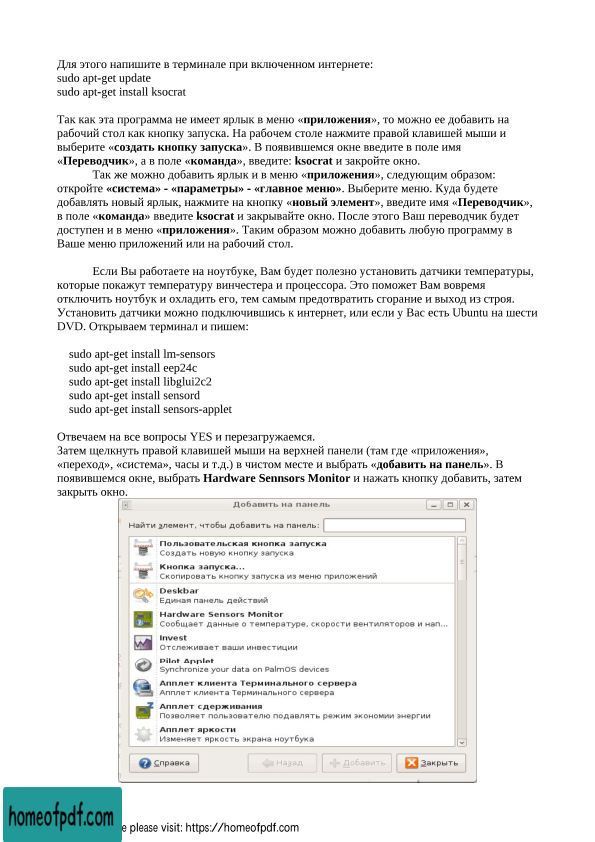 Для этого напишите в терминале при включенном интернете:
sudo apt-get update
sudo apt-get install ksocrat
Так как эта программа не имеет ярлык в меню «приложения», то можно ее добавить на
рабочий стол как кнопку запуска. На рабочем столе нажмите правой клавишей мыши и
выберите «создать кнопку запуска». В появившемся окне введите в поле имя
«Переводчик», а в поле «команда», введите: ksocrat и закройте окно.
Так же можно добавить ярлык и в меню «приложения», следующим образом:
откройте «система» - «параметры» - «главное меню». Выберите меню. Куда будете
добавлять новый ярлык, нажмите на кнопку «новый элемент», введите имя «Переводчик»,
в поле «команда» введите ksocrat и закрывайте окно. После этого Ваш переводчик будет
доступен и в меню «приложения». Таким образом можно добавить любую программу в
Ваше меню приложений или на рабочий стол.
Если Вы работаете на ноутбуке, Вам будет полезно установить датчики температуры,
которые покажут температуру винчестера и процессора. Это поможет Вам вовремя
отключить ноутбук и охладить его, тем самым предотвратить сгорание и выход из строя.
Установить датчики можно подключившись к интернет, или если у Вас есть Ubuntu на шести
DVD. Открываем терминал и пишем:
sudo apt-get install lm-sensors
sudo apt-get install eep24c
sudo apt-get install libglui2c2
sudo apt-get install sensord
sudo apt-get install sensors-applet
Отвечаем на все вопросы YES и перезагружаемся.
Затем щелкнуть правой клавишей мыши на верхней панели (там где «приложения»,
«переход», «система», часы и т.д.) в чистом месте и выбрать «добавить на панель». В
появившемся окне, выбрать Hardware Sennsors Monitor и нажать кнопку добавить, затем
закрыть окно.
Добавить на панель
Найти элемент, чтобы добавить на панель:
Пользовательская кнопка запуска
Создать новую кнопку запуска
Кнопка запуска...
Скопировать кнопку запуска из меню приложений
Deskbar
Единая панель действий
Hardware Sensors Monitor
Сообщает данные о температуре, скорости вентиляторов и нап...
Invest
Отслеживает ваши инвестиции
Pilot Applet
Synchronize your data on PalmOS devices
Апплет клиента Терминального сервера
Апплет клиента Терминального сервера
Апплет сдерживания
Позволяет пользователю подавлять режим экономии энергии
Апплет яркости
Изменяет яркость экрана ноутбука
Справка Назад Добавить Закрыть
homeofpdf.com
e please visit: https://homeofpdf.com